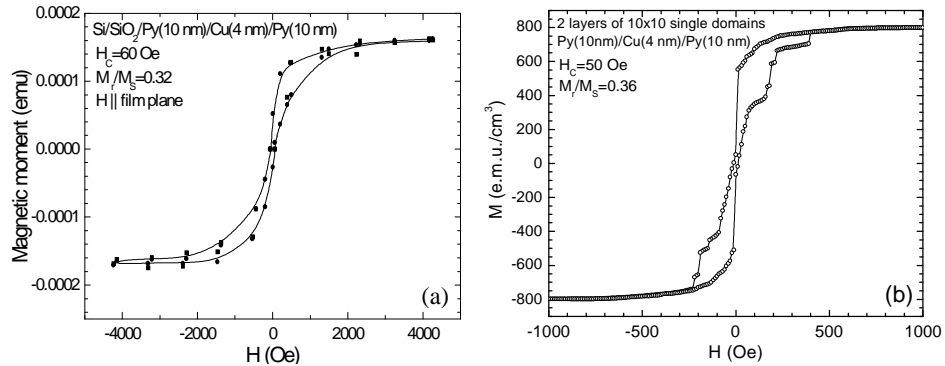 Si/SiO2/Py(10 nm)/Cu(4 nm)/Py(10 nm)
HC=60 Oe
Mr/MS=0.32
H || film plane
0.0002
0.0001
0.0000
-0.0001
-0.0002
Magnetic moment (emu)
-4000 -2000 0 2000 4000
H (Oe)
(a)
2 layers of 10x10 single domains
Py(10nm)/Cu(4 nm)/Py(10 nm)
HC=50 Oe
Mr/MS=0.36
800
600
400
200
0
-200
-400
-600
-800
M (e.m.u./cm3)
-1000 -500 0 500 1000
H (Oe)
(b)